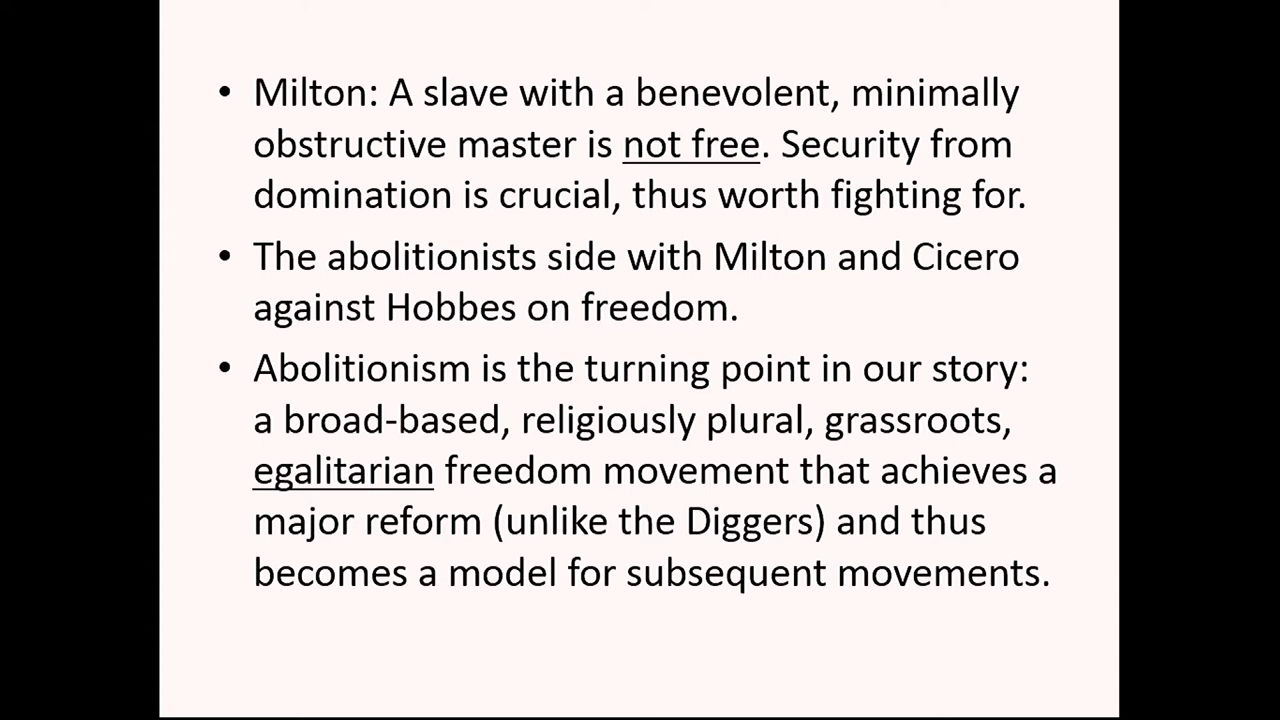 • Milton: A slave with a benevolent, minimally
obstructive master is not free. Security from
domination is crucial, thus worth fighting for.
• The abolitionists side with Milton and Cicero
against Hobbes on freedom.
• Abolitionism is the turning point in our story:
a broad-based, religiously plural, grassroots,
egalitarian freedom movement that achieves a
major reform (unlike the Diggers) and thus
becomes a model for subsequent movements.